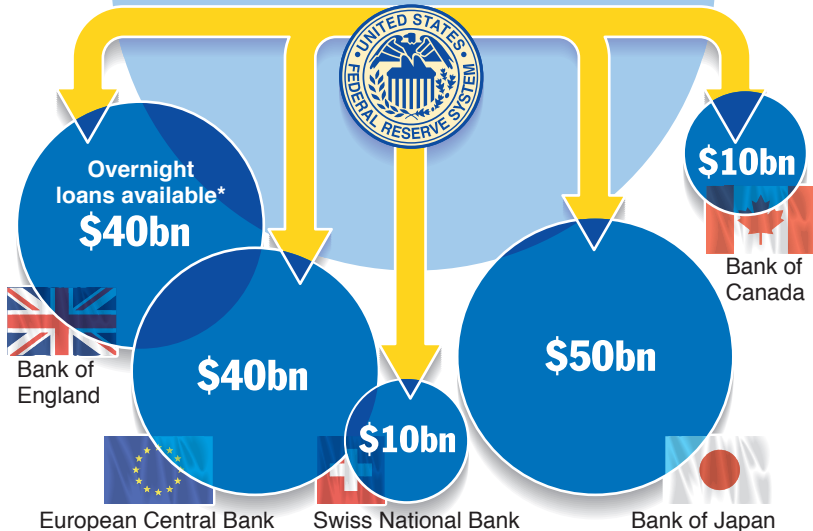 UNITED STATES
FEDERAL RESERVE SYSTEM
Overnight
loans available*
$40bn
Bank of
England
$40bn
European Central Bank
$10bn
Swiss National Bank
$50bn
Bank of Japan
$10bn
Bank of
Canada